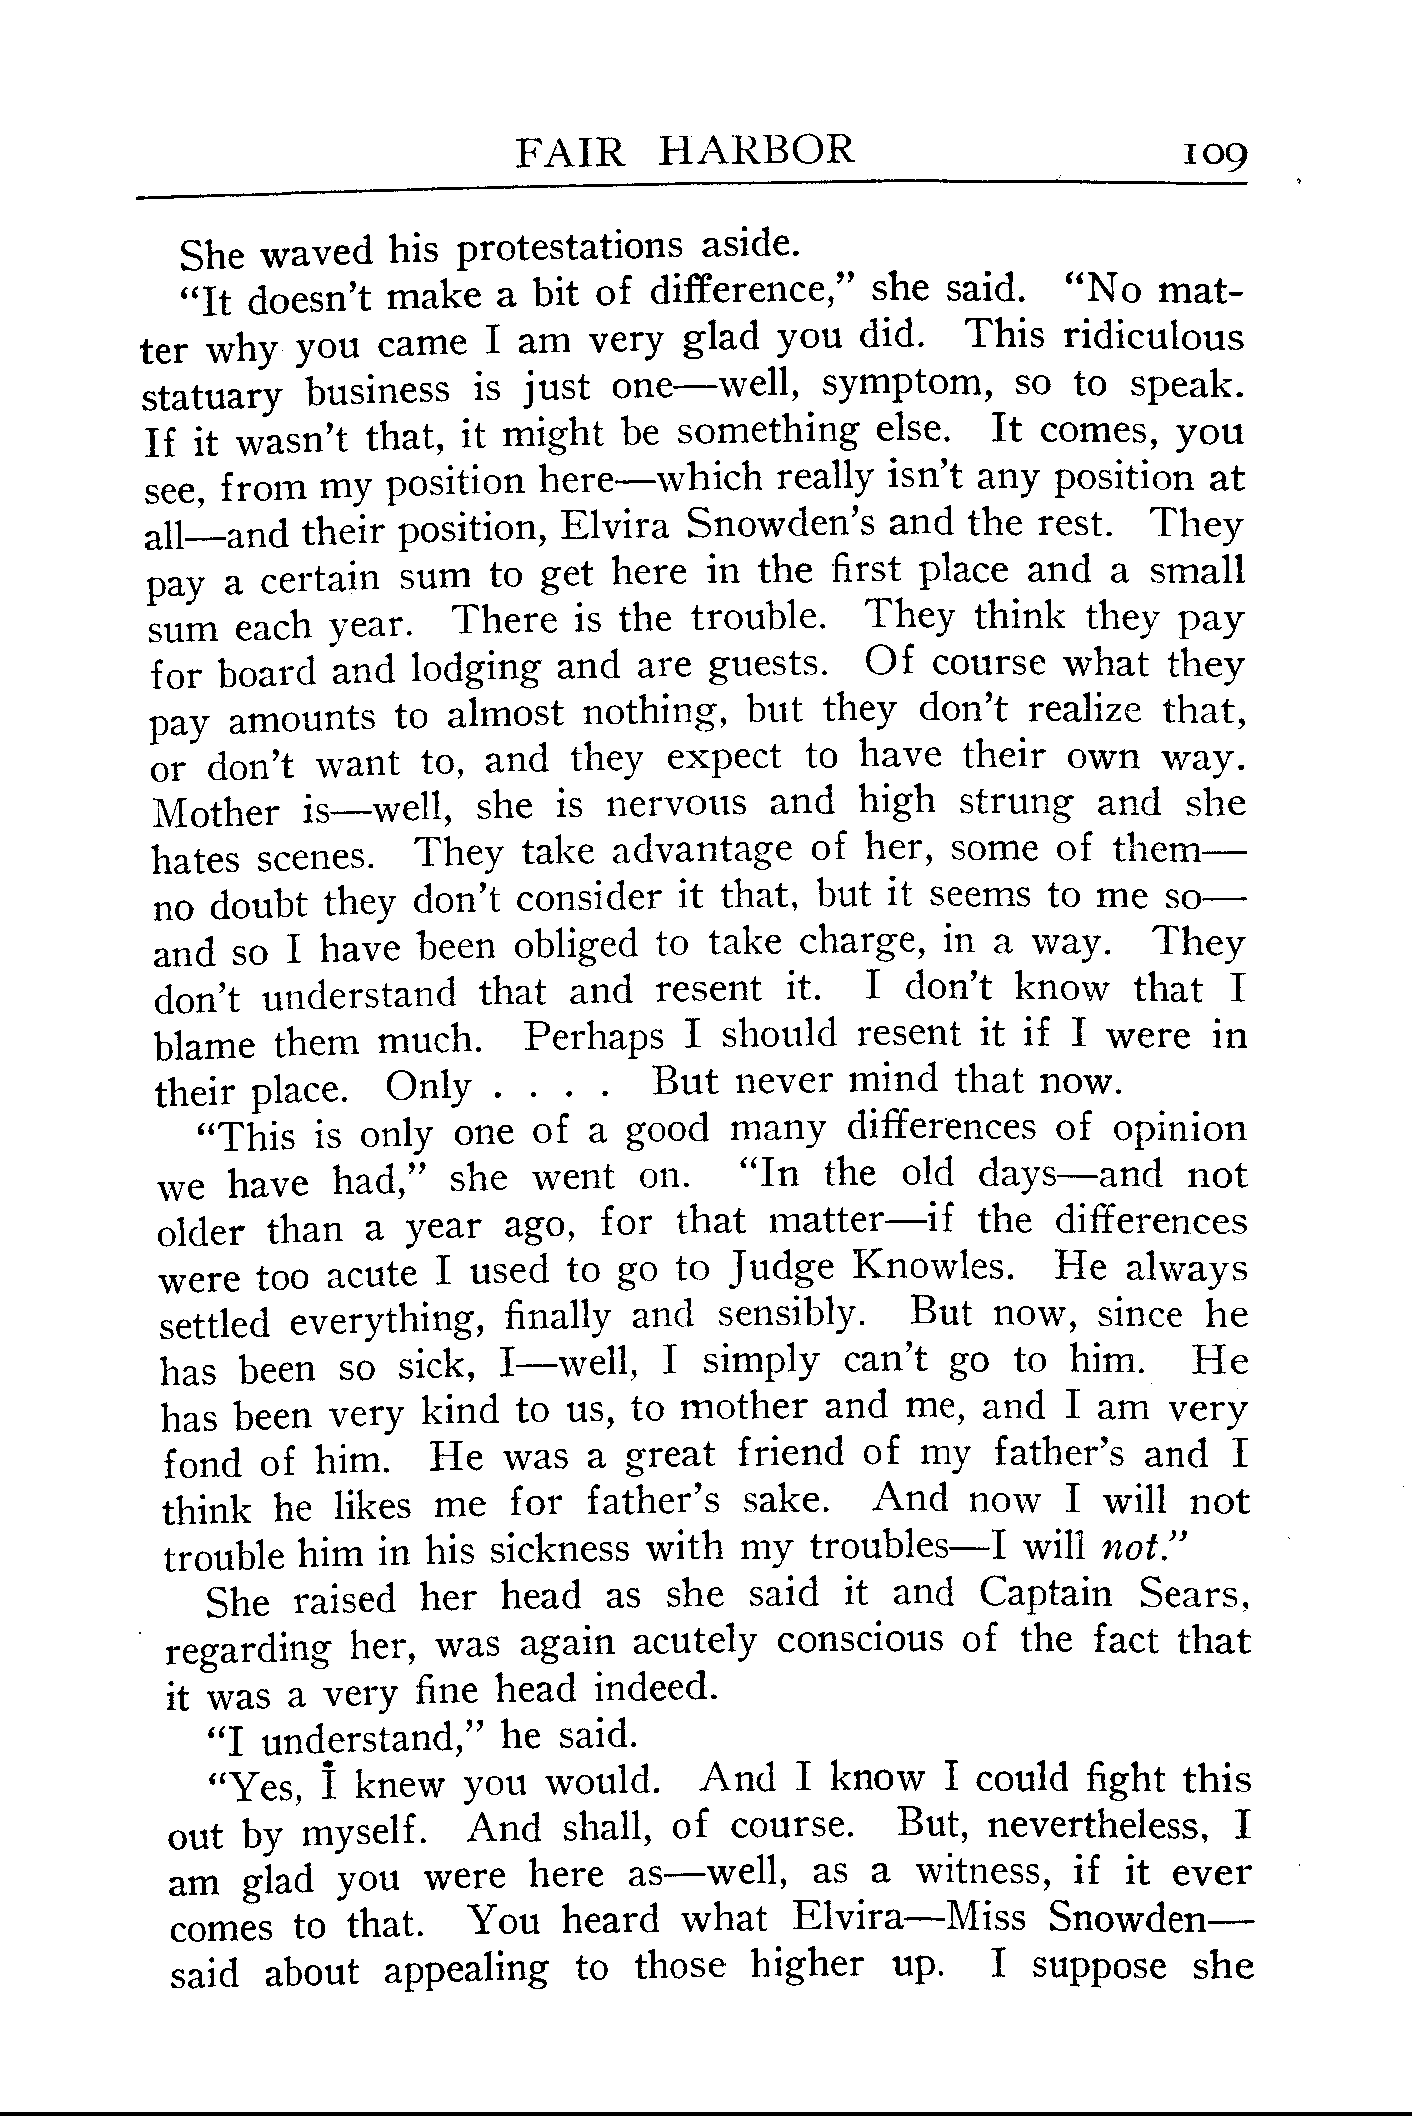 FAIR HARBOR 109
She waved his protestations aside.
"It doesn't make a bit of difference," she said. "No mat-
ter why you came I am very glad you did. This ridiculous
statuary business is just one—well, symptom, so to speak.
If it wasn't that, it might be something else. It comes, you
see, from my position here—which really isn't any position at
all—and their position, Elvira Snowden's and the rest. They
pay a certain sum to get here in the first place and a small
sum each year. There is the trouble. They think they pay
for board and lodging and are guests. Of course what they
pay amounts to almost nothing, but they don't realize that,
or don't want to, and they expect to have their own way.
Mother is—well, she is nervous and high strung and she
hates scenes. They take advantage of her, some of them—
no doubt they don't consider it that, but it seems to me so—
and so I have been obliged to take charge, in a way. They
don't understand that and resent it. I don't know that I
blame them much. Perhaps I should resent it if I were in
their place. Only . . . . But never mind that now.
"This is only one of a good many differences of opinion
we have had," she went on. "In the old days—and not
older than a year ago, for that matter—if the differences
were too acute I used to go to Judge Knowles. He always
settled everything, finally and sensibly. But now, since he
has been so sick, I—well, I simply can't go to him. He
has been very kind to us, to mother and me, and I am very
fond of him. He was a great friend of my father's and I
think he likes me for father's sake. And now I will not
trouble him in his sickness with my troubles—I will not."
She raised her head as she said it and Captain Sears,
regarding her, was again acutely conscious of the fact that
it was a very fine head indeed.
"I understand," he said.
"Yes, I knew you would. And I know I could fight this
out by myself. And shall, of course. But, nevertheless, I
am glad you were here as—well, as a witness, if it ever
comes to that. You heard what Elvira—Miss Snowden—
said about appealing to those higher up. I suppose she